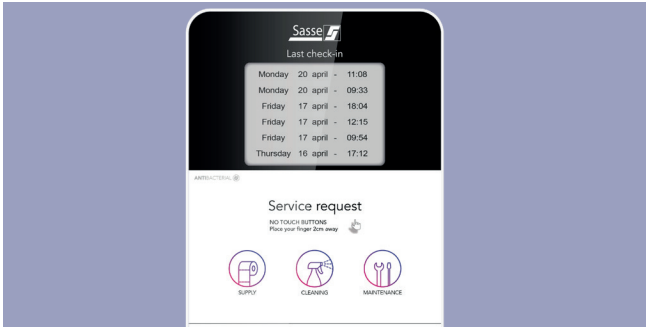 Sasse
Last check-in
Monday 20 april - 11:08
Monday 20 april - 09:33
Friday 17 april - 18:04
Friday 17 april - 12:15
Friday 17 april - 09:54
Thursday 16 april - 17:12
ANTIBACTERIAL
Service request
NO TOUCH BUTTONS
Place your finger 2cm away
SUPPLY
CLEANING
MAINTENANCE